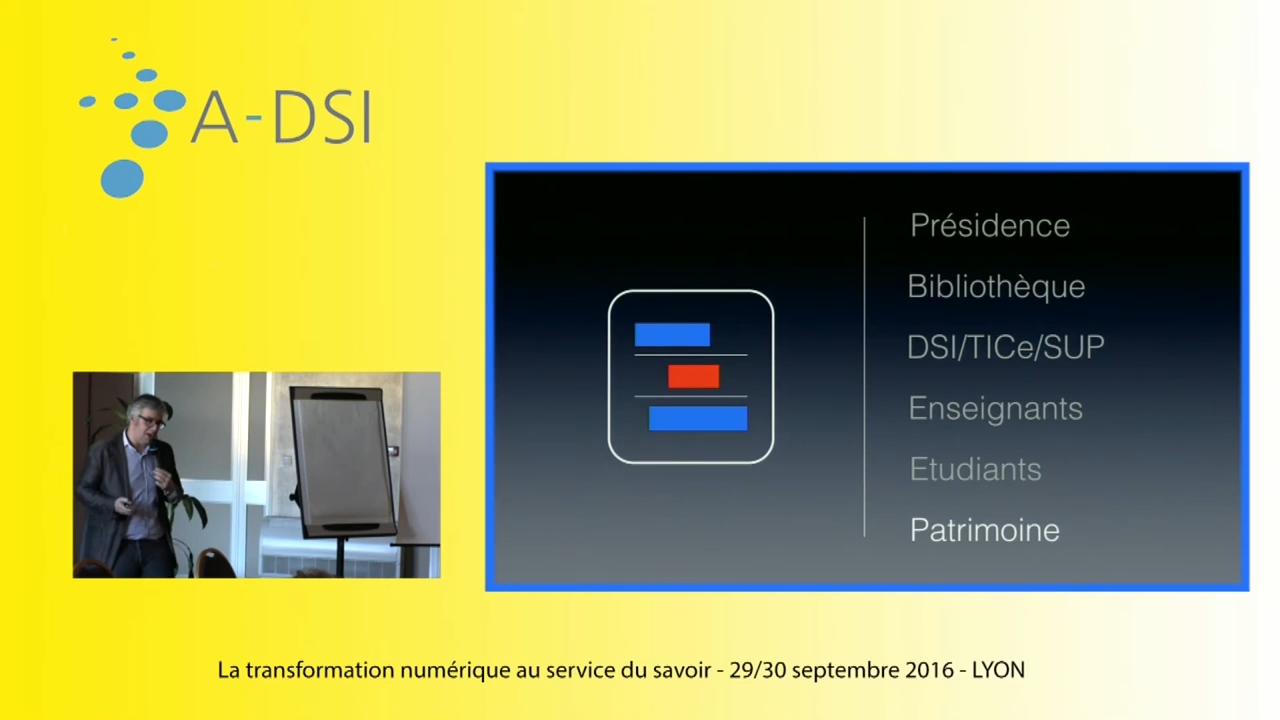 A-DSI
Présidence
Bibliothèque
DSI/TICe/SUP
Enseignants
Etudiants
Patrimoine
La transformation numérique au service du savoir - 29/30 septembre 2016 - LYON